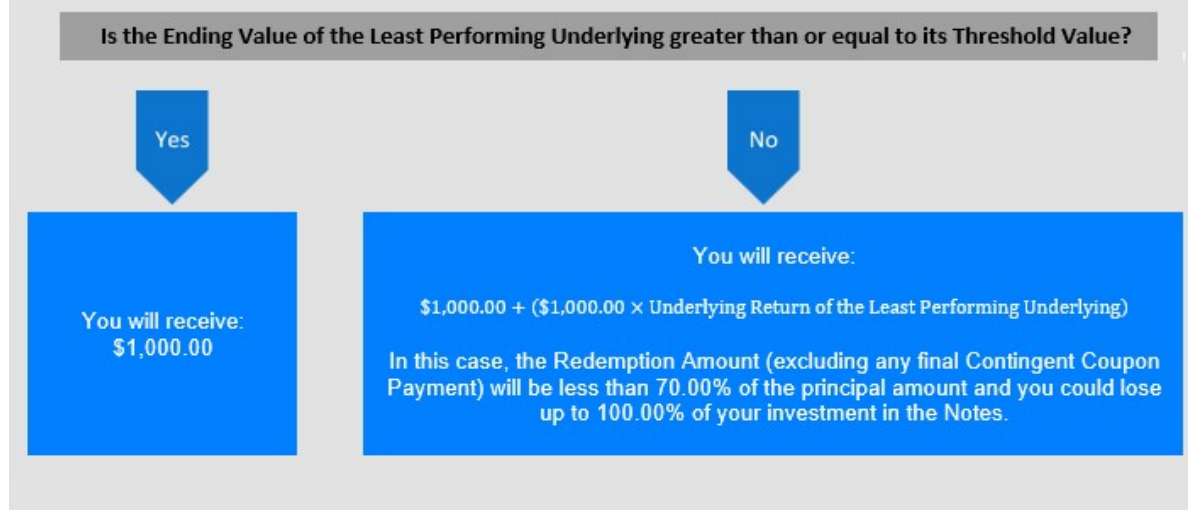 Is the Ending Value of the Least Performing Underlying greater than or equal to its Threshold Value?
Yes
No
You will receive:
$1,000.00
You will receive:
$1,000.00 + ($1,000.00 × Underlying Return of the Least Performing Underlying)
In this case, the Redemption Amount (excluding any final Contingent Coupon
Payment) will be less than 70.00% of the principal amount and you could lose
up to 100.00% of your investment in the Notes.